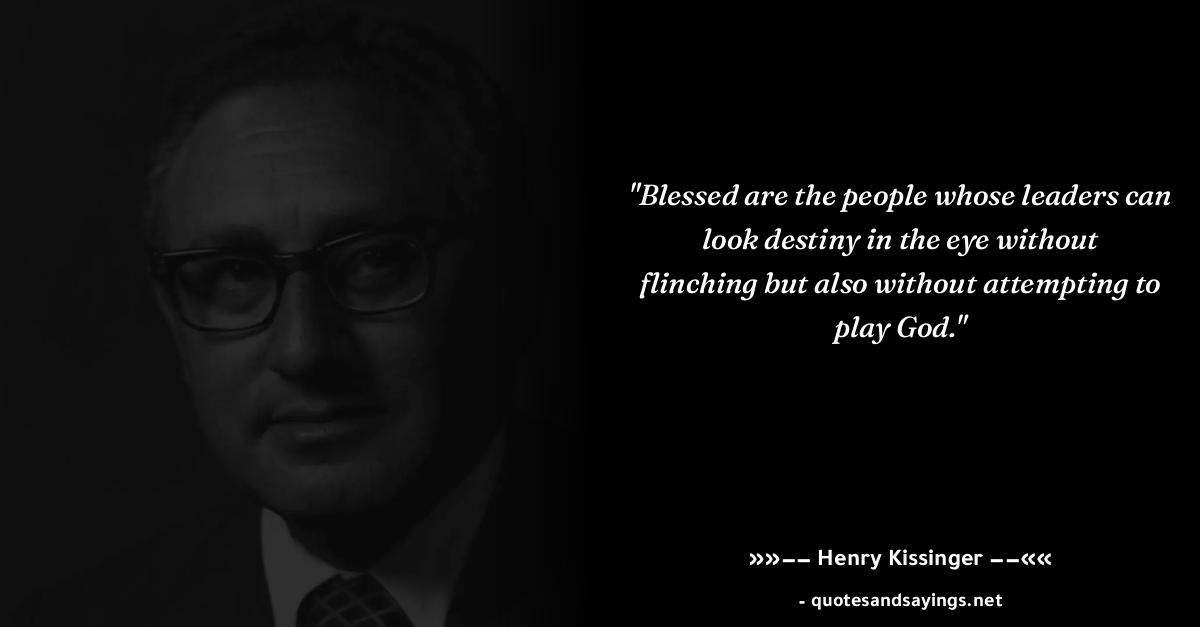 "Blessed are the people whose leaders can
look destiny in the eye without
flinching but also without attempting to
play God."
»»−− Henry Kissinger −−««
- quotesandsayings.net